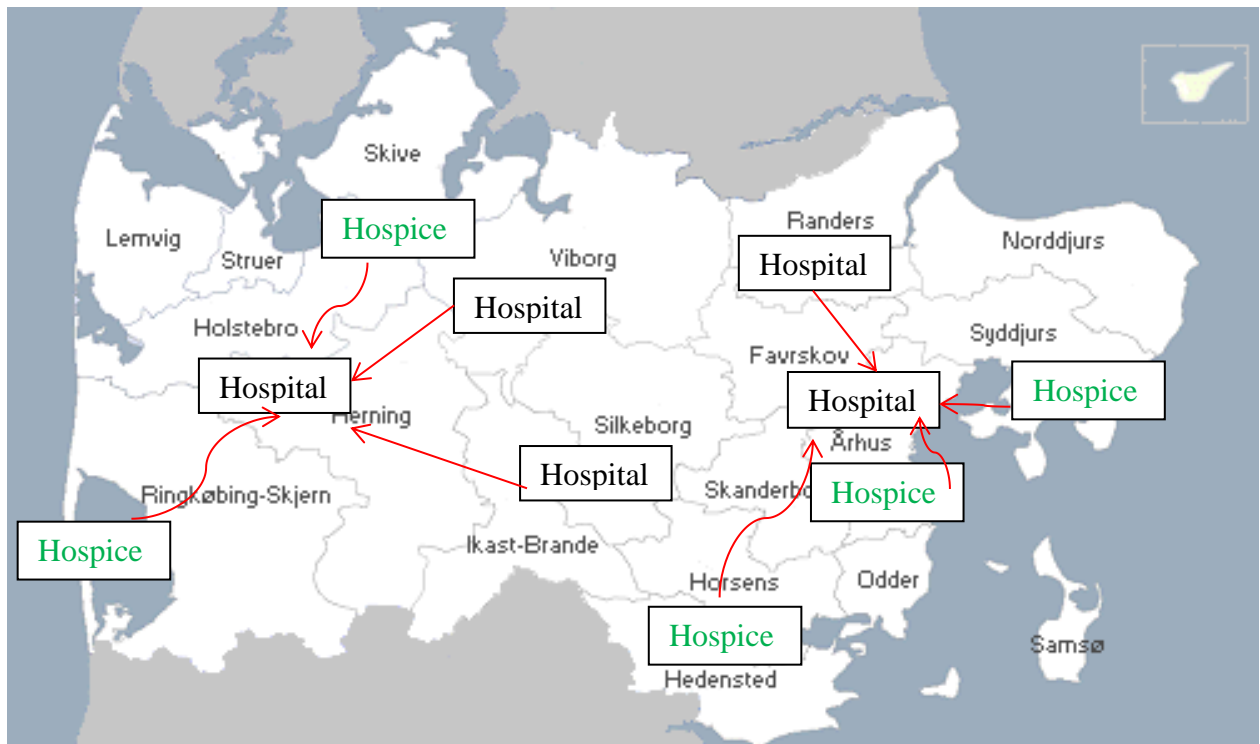 Skive
Hospice
Lemvig
Randers
Norddjurs
Struer
Viborg
Hospital
Hospital
Holstebro
Syddjurs
Favrskov
Hospital
Hospital
Hospice
Herning
Silkeborg
Århus
Hospital
Ringkøbing-Skjern
Skanderbo
Hospice
Hospice
Ikast-Brande
Horsens
Odder
Hospice
Samsø
Hedensted